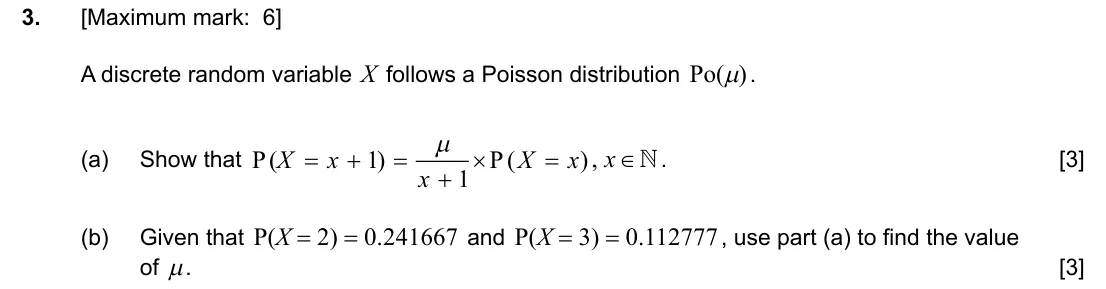 3. [Maximum mark: 6]
A discrete random variable X follows a Poisson distribution Po(μ).
(a) Show that P(X = x + 1) = μ/(x + 1) × P(X = x), x ∈ ℕ. [3]
(b) Given that P(X = 2) = 0.241667 and P(X = 3) = 0.112777, use part (a) to find the value
of μ. [3]